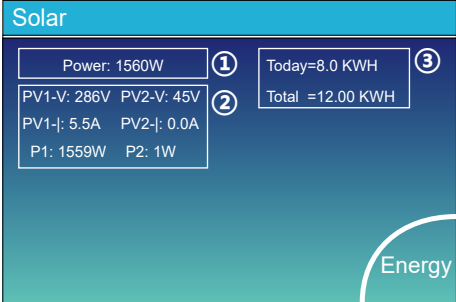 Solar
Power: 1560W
①
PV1-V: 286V PV2-V: 45V
PV1-|: 5.5A PV2-|: 0.0A
P1: 1559W P2: 1W
②
Today=8.0 KWH
Total =12.00 KWH
③
Energy